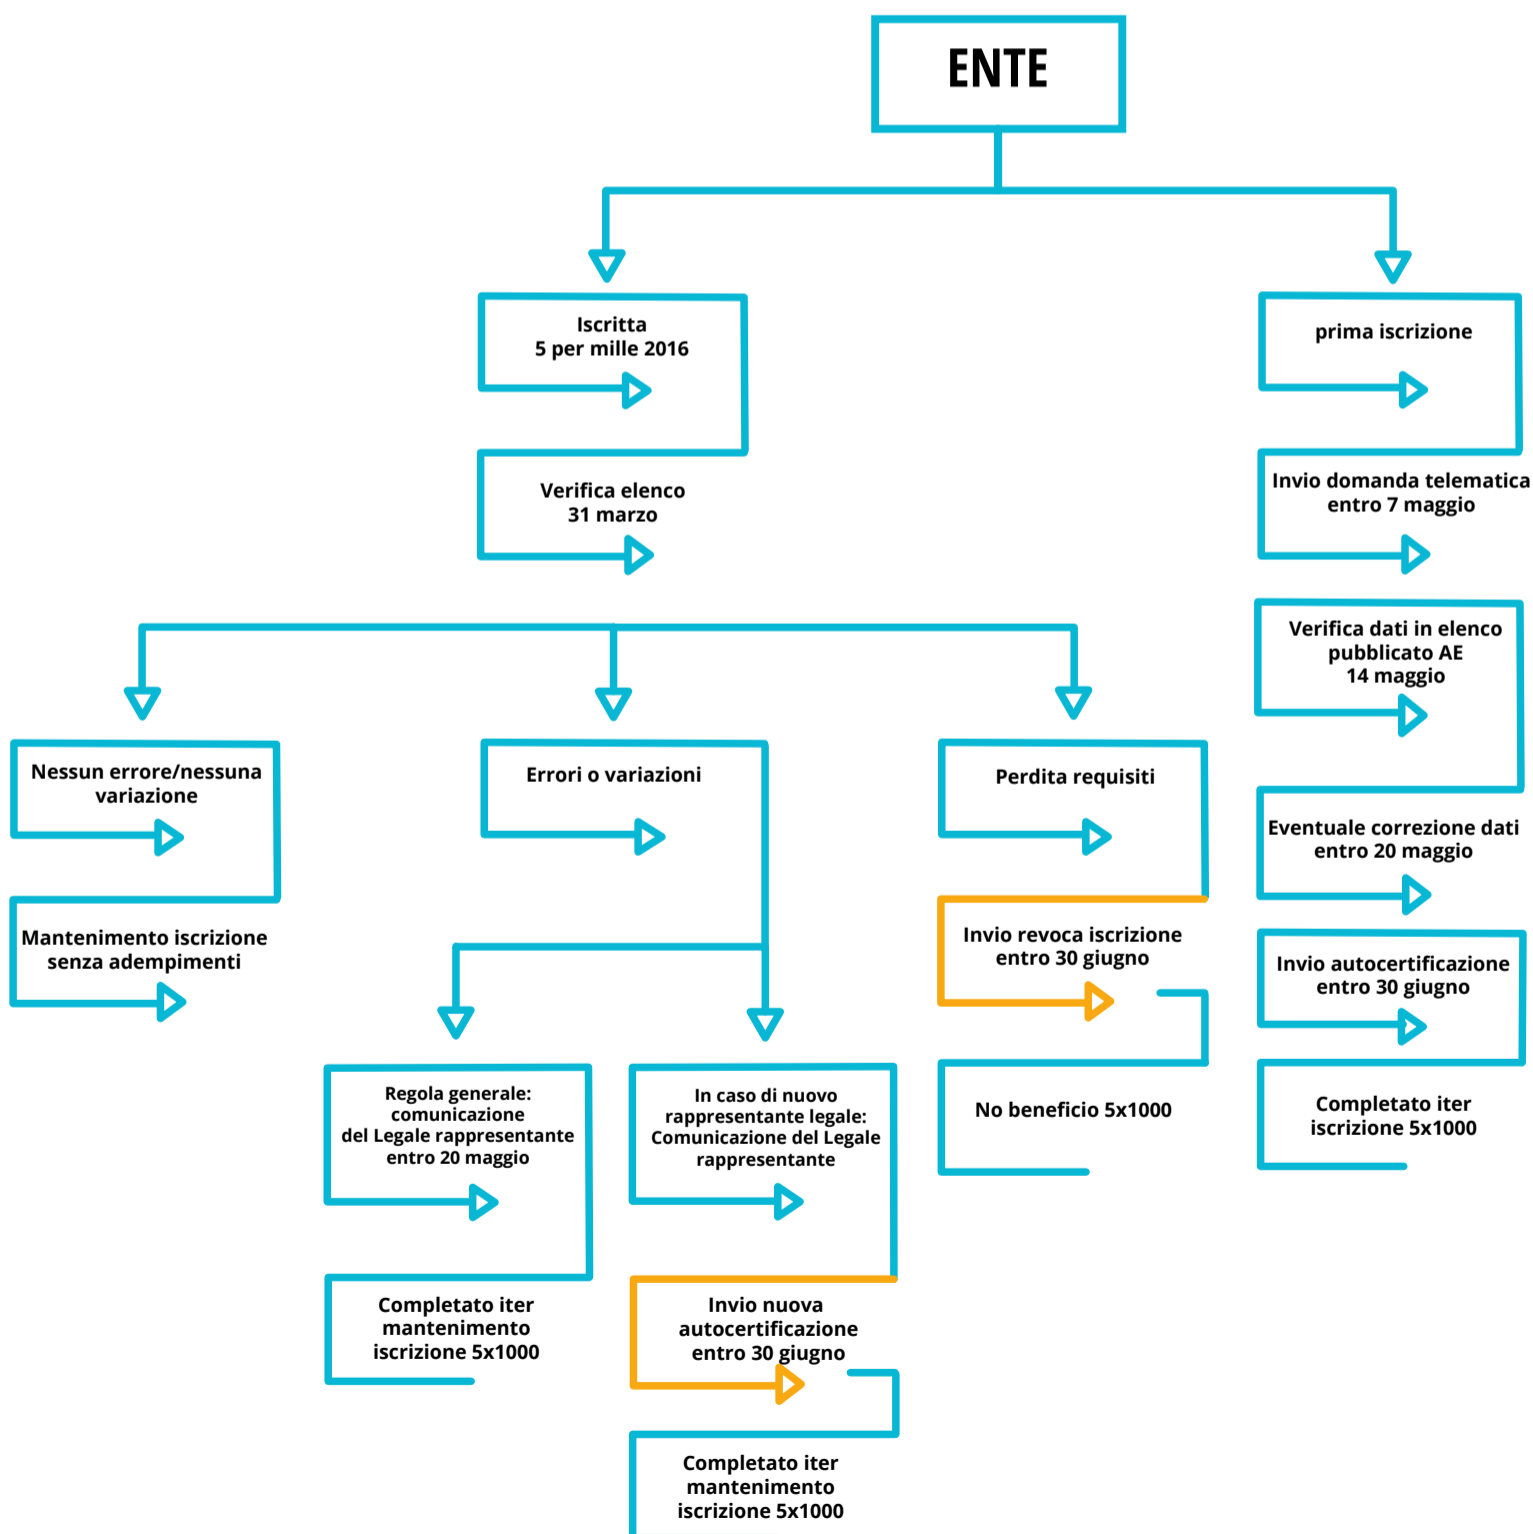 ENTE
Iscritta
5 per mille 2016
prima iscrizione
Verifica elenco
31 marzo
Invio domanda telematica
entro 7 maggio
Verifica dati in elenco
pubblicato AE
14 maggio
Nessun errore/nessuna
variazione
Errori o variazioni
Perdita requisiti
Eventuale correzione dati
entro 20 maggio
Mantenimento iscrizione
senza adempimenti
Invio revoca iscrizione
entro 30 giugno
Invio autocertificazione
entro 30 giugno
Regola generale:
comunicazione
del Legale rappresentante
entro 20 maggio
In caso di nuovo
rappresentante legale:
Comunicazione del Legale
rappresentante
No beneficio 5x1000
Completato iter
iscrizione 5x1000
Completato iter
mantenimento
iscrizione 5x1000
Invio nuova
autocertificazione
entro 30 giugno
Completato iter
mantenimento
iscrizione 5x1000